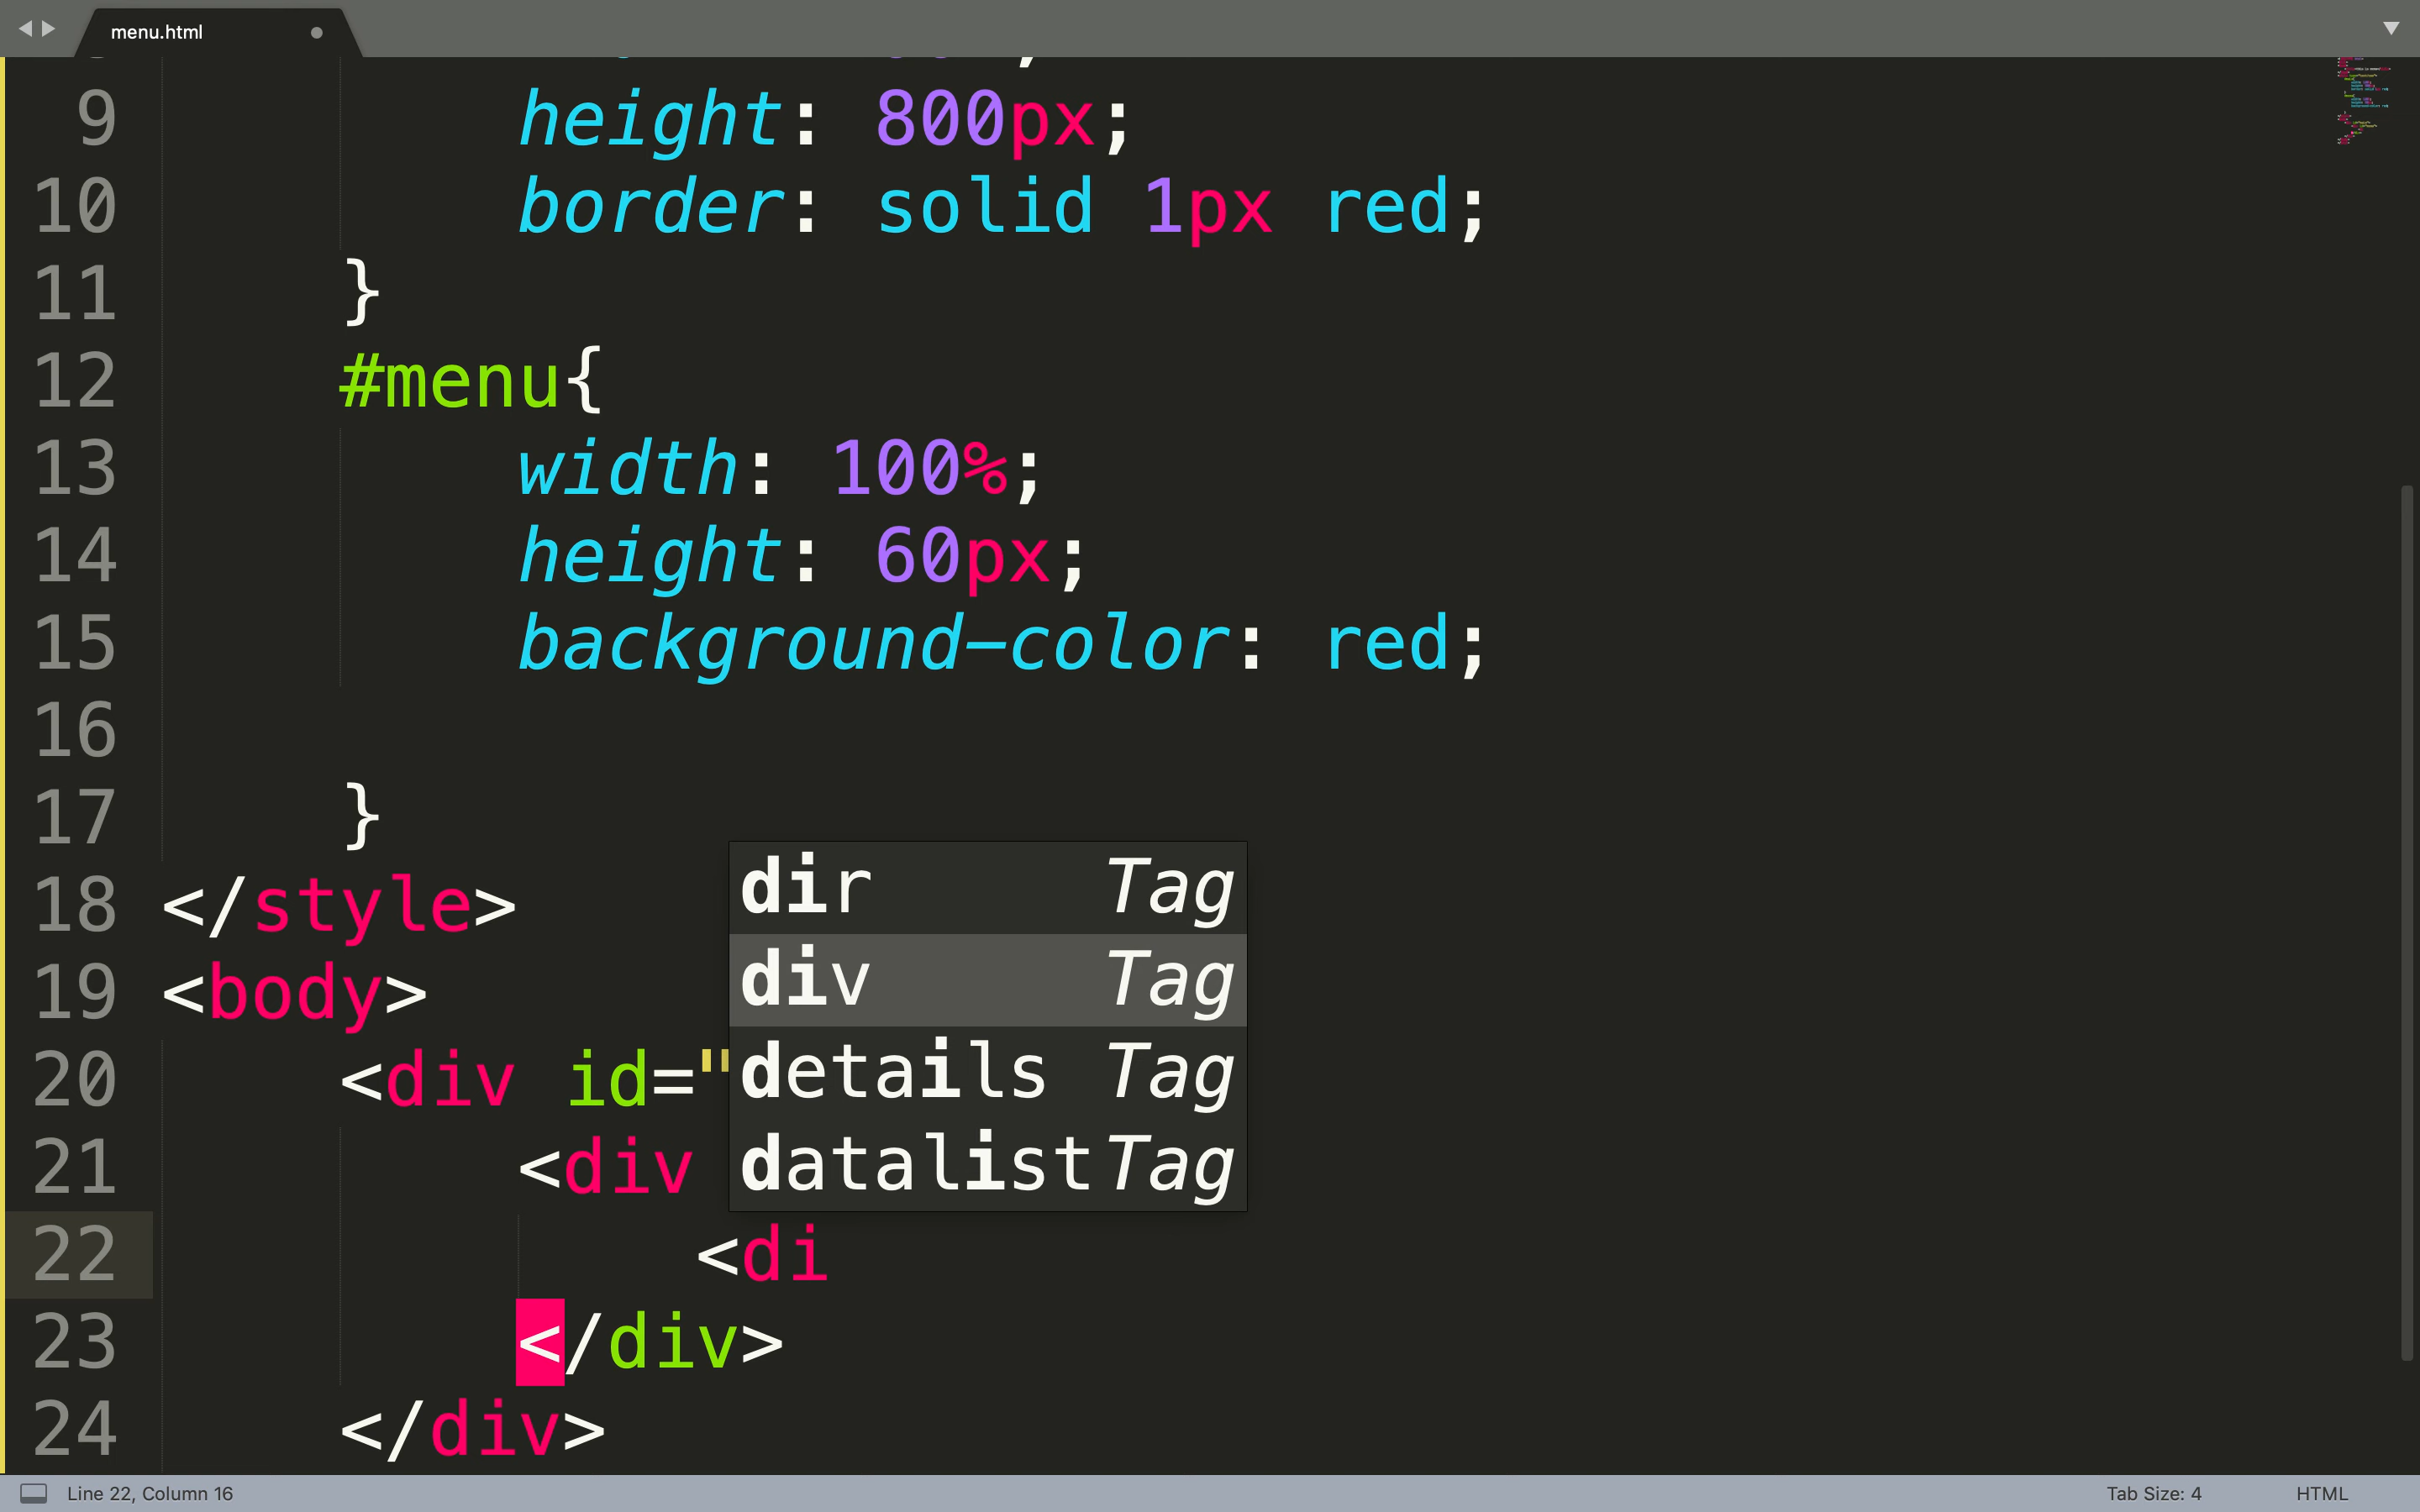 menu.html
9 height: 800px;
10 border: solid 1px red;
11 }
12 #menu{
13 width: 100%;
14 height: 60px;
15 background-color: red;
16
17 }
18 </style>
19 <body>
20 <div id="
21 <div
22 <di
23 </div>
24 </div>
dir Tag
div Tag
details Tag
datalist Tag
Line 22, Column 16
Tab Size: 4
HTML